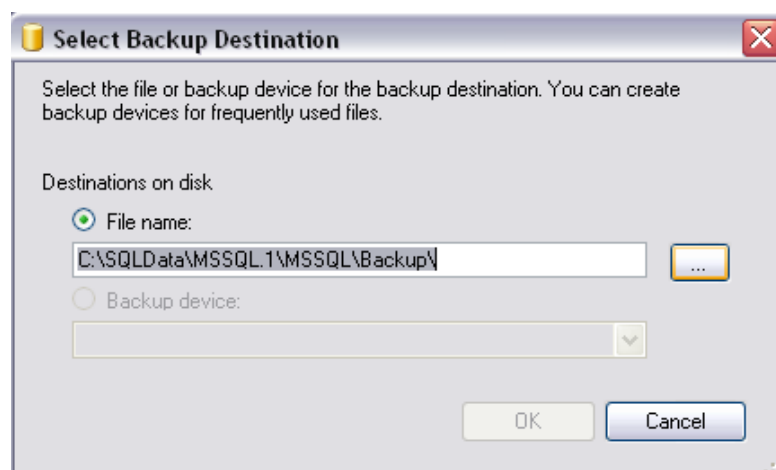 Select Backup Destination
Select the file or backup device for the backup destination. You can create
backup devices for frequently used files.
Destinations on disk
File name:
C:\SQLData\MSSQL.1\MSSQL\Backup\
...
Backup device:
OK Cancel